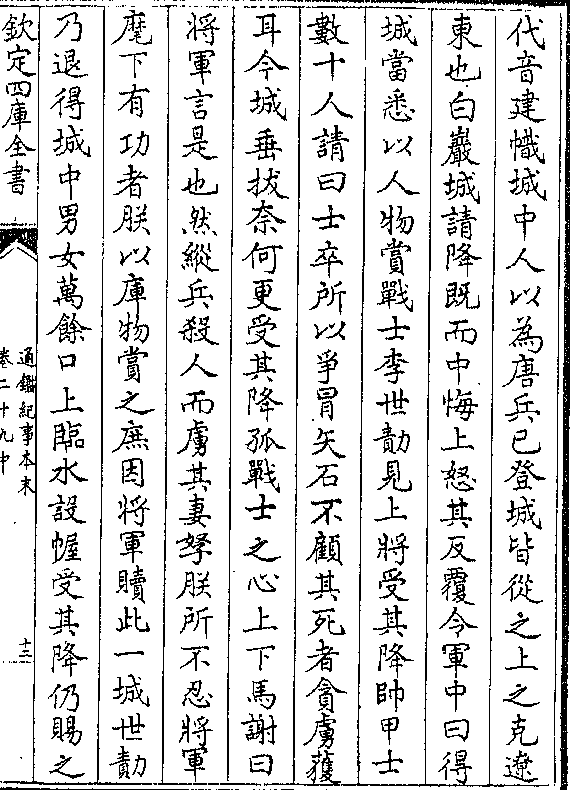 代音建幟城中人以為唐兵已登城皆從之上之克遼
東也白巖城請降既而中悔上怒其反覆令軍中曰得
城當悉以人物賞戰士李世勣見上將受其降帥甲士
數十人請曰士卒所以爭冒矢石不顧其死者貪虜獲
耳今城垂拔奈何更受其降孤戰士之心上下馬謝曰
將軍言是也然縱兵殺人而虜其妻孥朕所不忍將軍
麾下有功者朕以庫物賞之庶因將軍贖此一城世勣
乃退得城中男女萬餘口上臨水設幄受其降仍賜之
欽定四庫全書
通鑑紀事本末
卷二十九中
十三